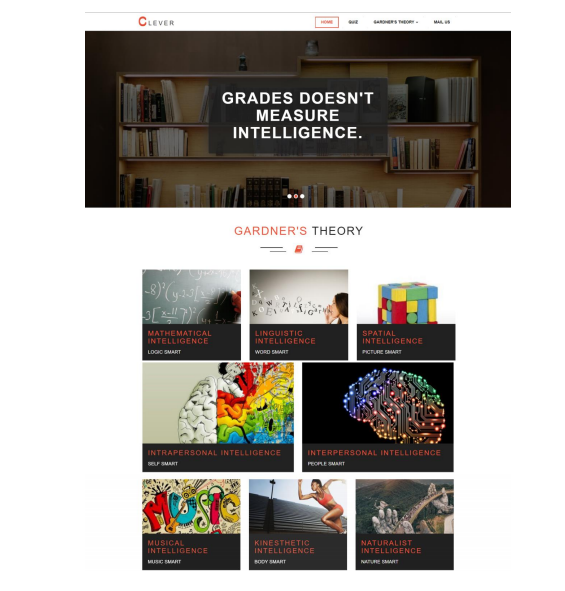 CLEVER
HOME QUIZ GARDNER'S THEORY MAIL US
GRADES DOESN'T
MEASURE
INTELLIGENCE.
GARDNER'S THEORY
MATHEMATICAL
INTELLIGENCE
LOGIC SMART
LINGUISTIC
INTELLIGENCE
WORD SMART
SPATIAL
INTELLIGENCE
PICTURE SMART
INTRAPERSONAL INTELLIGENCE
SELF SMART
INTERPERSONAL INTELLIGENCE
PEOPLE SMART
MUSIC
MUSICAL
INTELLIGENCE
MUSIC SMART
KINESTHETIC
INTELLIGENCE
BODY SMART
NATURALIST
INTELLIGENCE
NATURE SMART